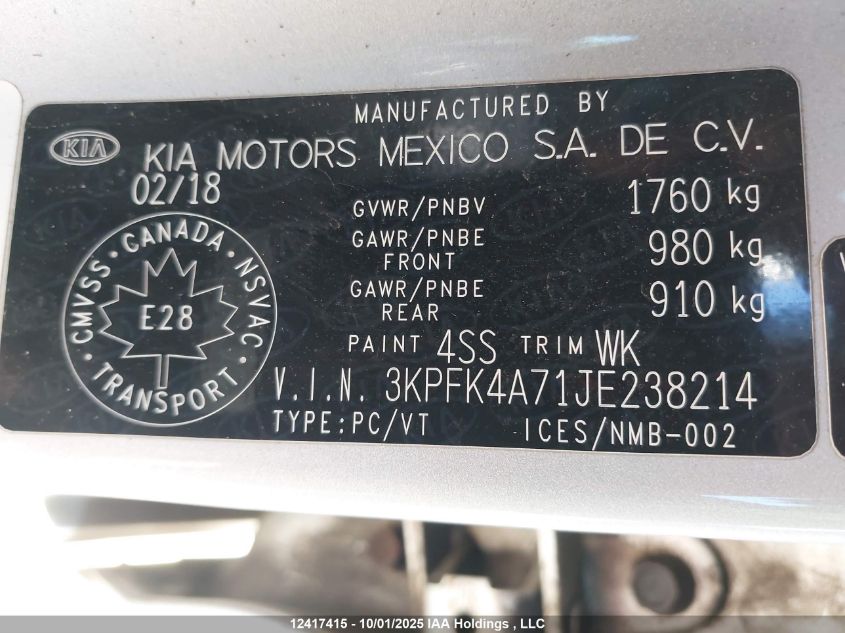 MANUFACTURED BY
KIA KIA MOTORS MEXICO S.A. DE C.V.
02/18
GVWR/PNBV 1760 kg
GAWR/PNBE FRONT 980 kg
GAWR/PNBE REAR 910 kg
PAINT 4SS TRIM WK
V.I.N. 3KPFK4A71JE238214
TYPE:PC/VT ICES/NMB-002
CMVSS • CANADA • NSVAC • TRANSPORT •
E28
12417415 - 10/01/2025 IAA Holdings , LLC